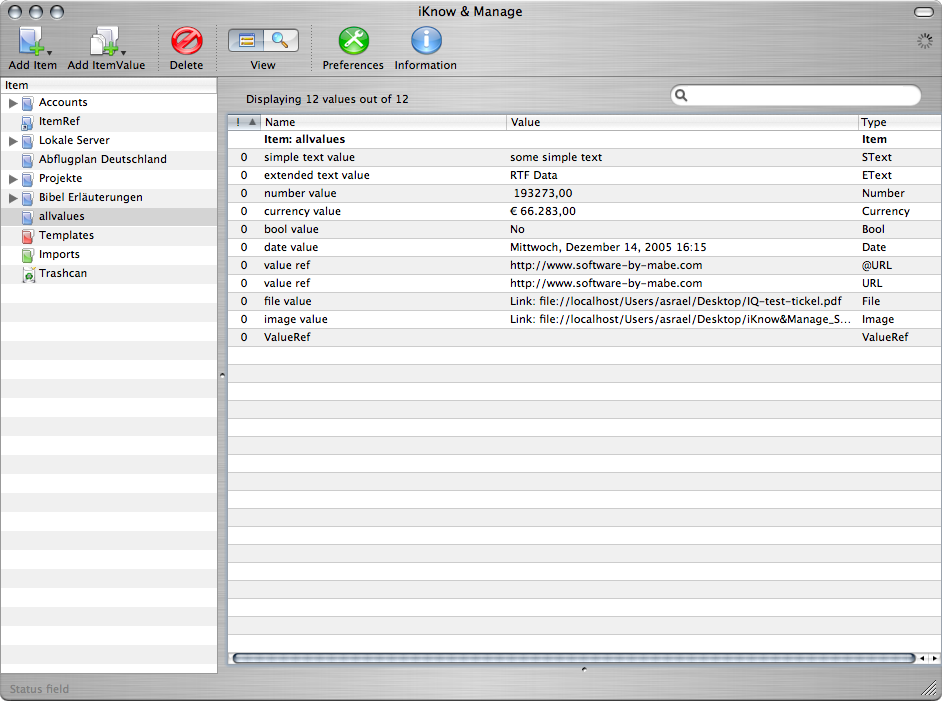 iKnow & Manage
Add Item Add ItemValue Delete View Preferences Information
Item
Accounts
ItemRef
Lokale Server
Abflugplan Deutschland
Projekte
Bibel Erläuterungen
allvalues
Templates
Imports
Trashcan
Displaying 12 values out of 12
! Name Value Type
Item: allvalues Item
0 simple text value some simple text SText
0 extended text value RTF Data EText
0 number value 193273,00 Number
0 currency value € 66.283,00 Currency
0 bool value No Bool
0 date value Mittwoch, Dezember 14, 2005 16:15 Date
0 value ref http://www.software-by-mabe.com @URL
0 value ref http://www.software-by-mabe.com URL
0 file value Link: file://localhost/Users/asrael/Desktop/IQ-test-tickel.pdf File
0 image value Link: file://localhost/Users/asrael/Desktop/iKnow&Manage_S... Image
0 ValueRef ValueRef
Status field